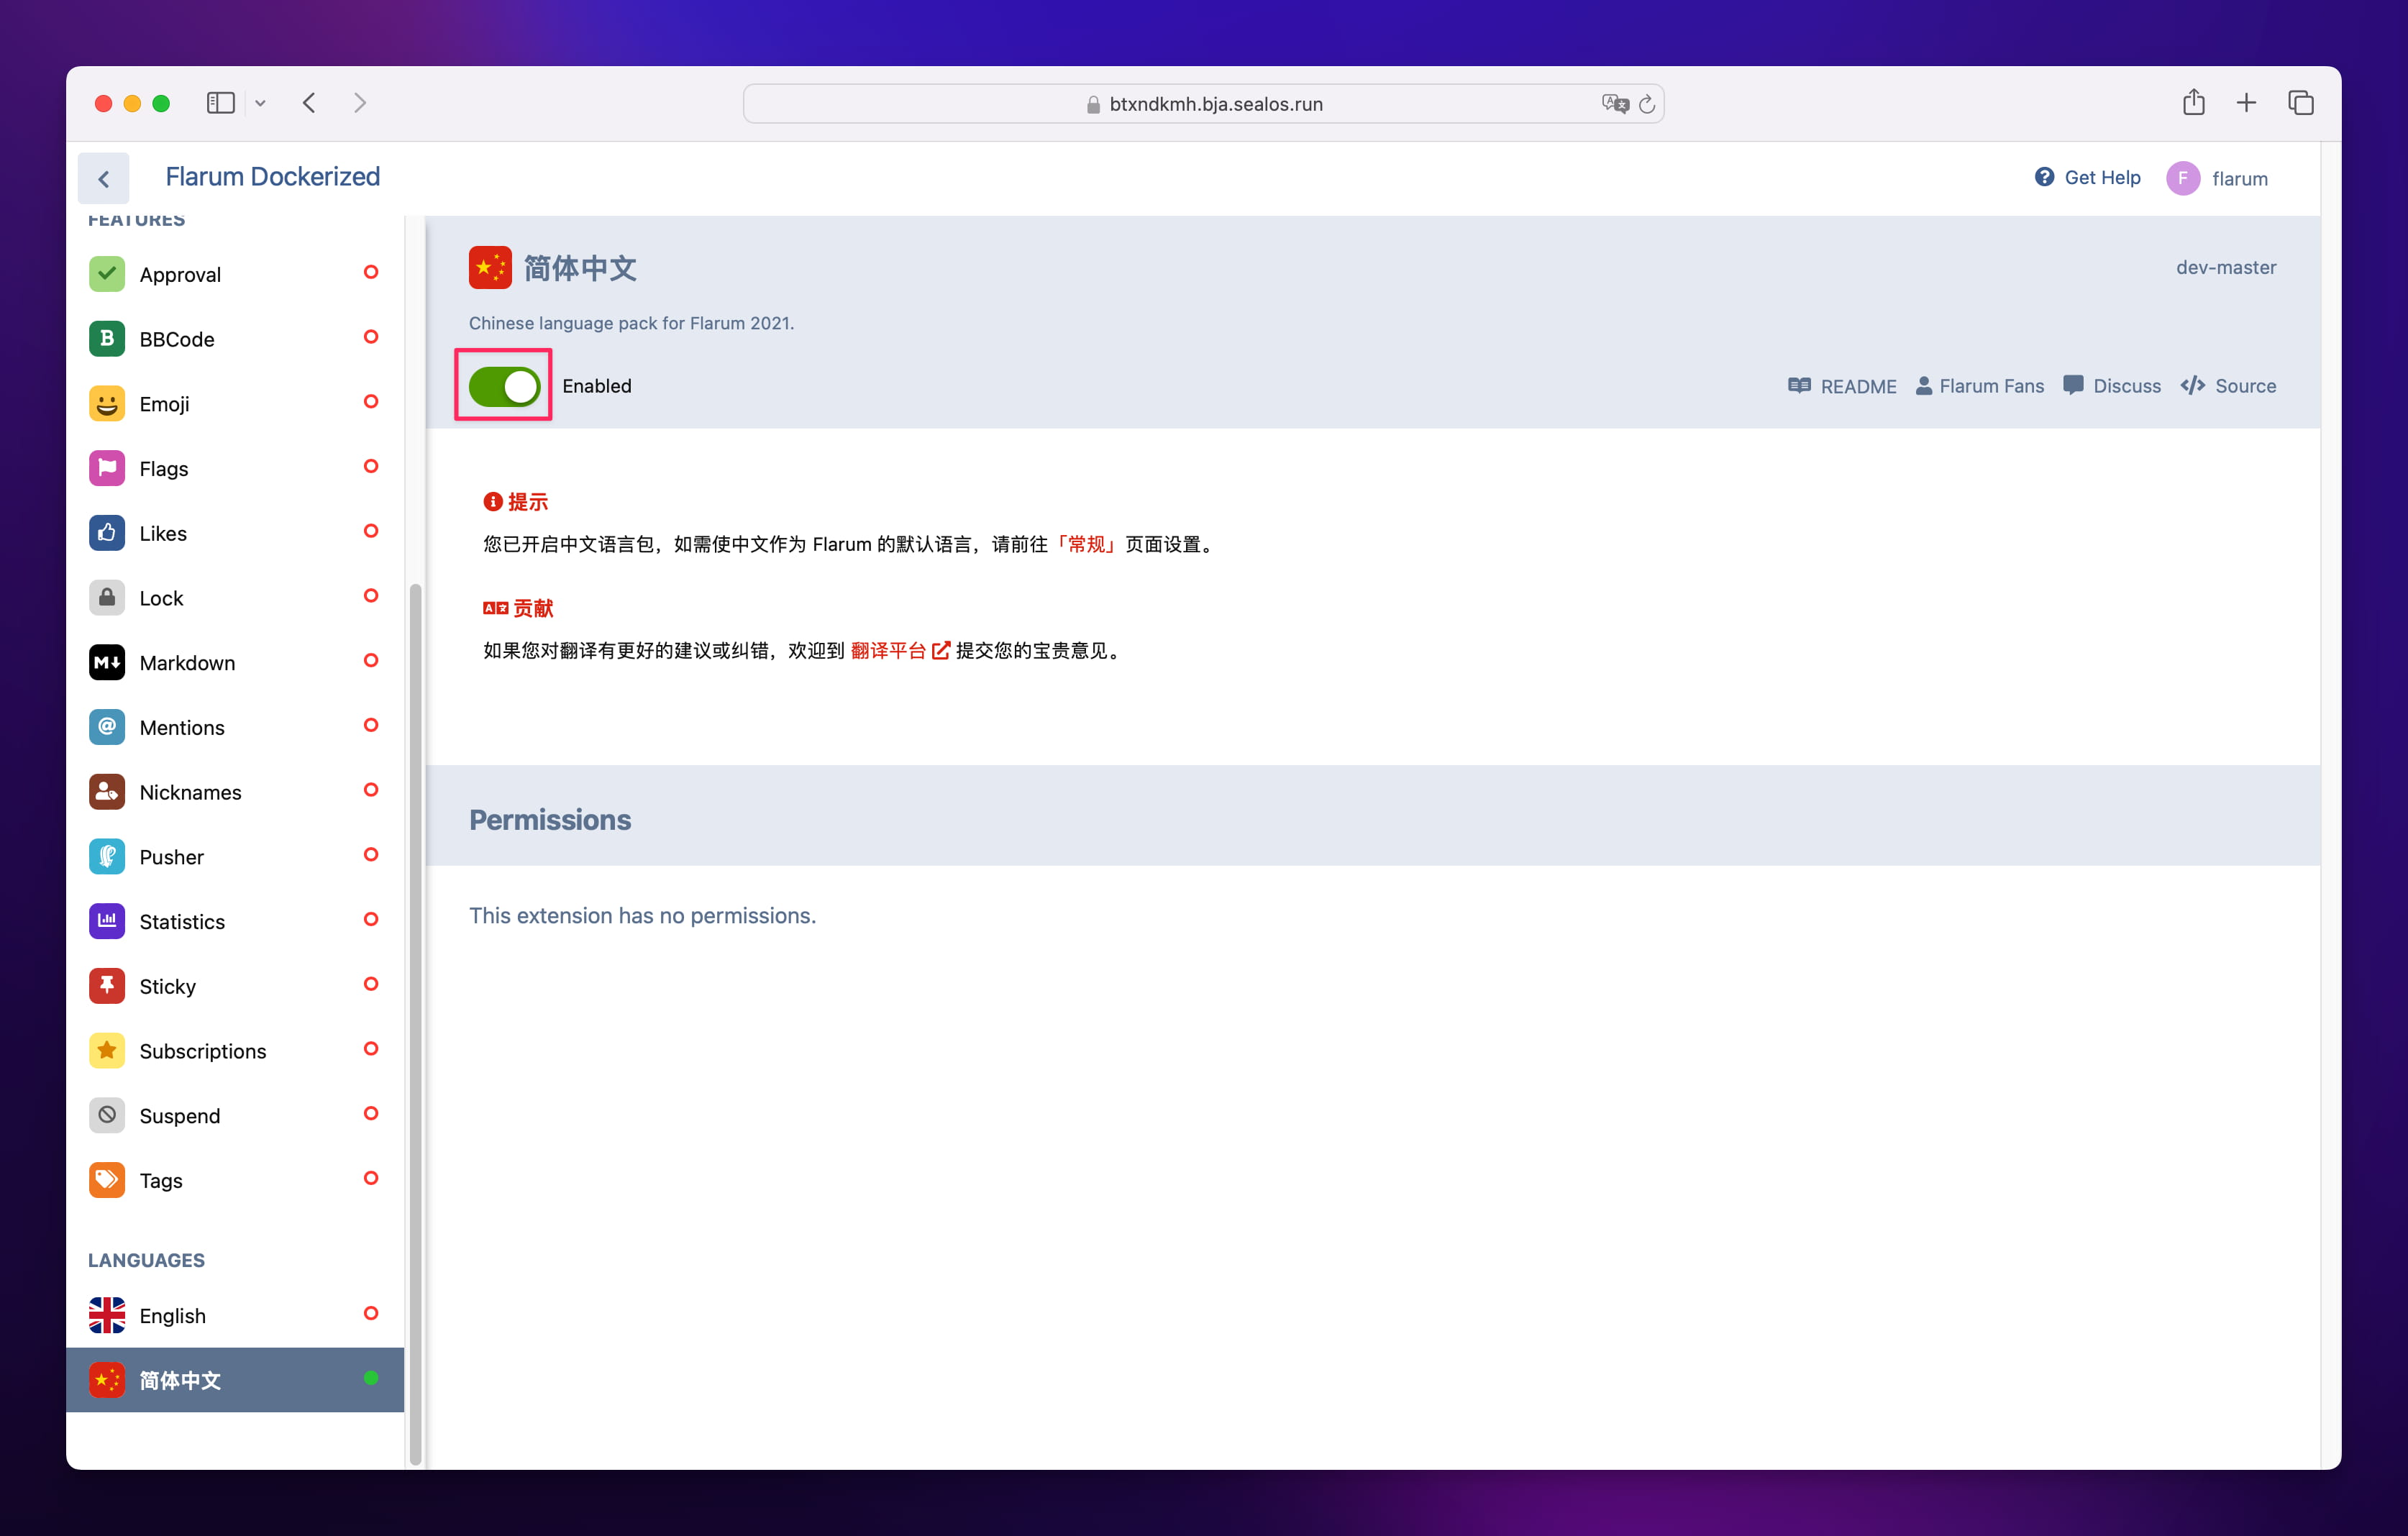 btxndkmh.bja.sealos.run
Flarum Dockerized
Get Help
F
flarum
FEATURES
Approval
BBCode
Emoji
Flags
Likes
Lock
Markdown
Mentions
Nicknames
Pusher
Statistics
Sticky
Subscriptions
Suspend
Tags
LANGUAGES
English
简体中文
简体中文
dev-master
Chinese language pack for Flarum 2021.
Enabled
README
Flarum Fans
Discuss
Source
提示
您已开启中文语言包，如需使中文作为 Flarum 的默认语言，请前往「常规」页面设置。
贡献
如果您对翻译有更好的建议或纠错，欢迎到 翻译平台 提交您的宝贵意见。
Permissions
This extension has no permissions.